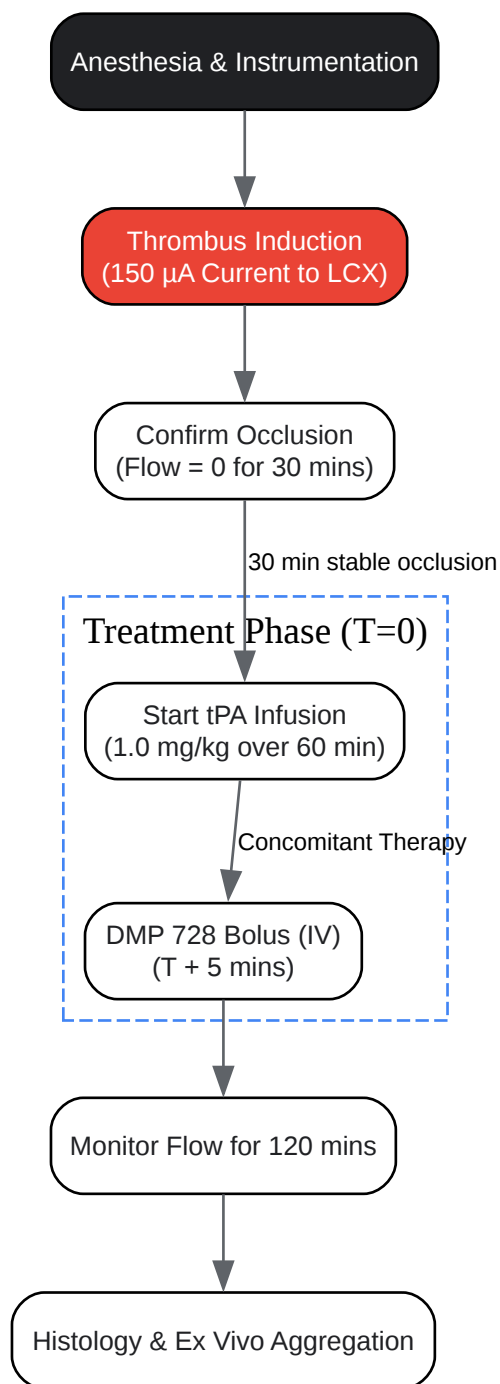 Anesthesia & Instrumentation
Thrombus Induction
(150 µA Current to LCX)
Confirm Occlusion
(Flow = 0 for 30 mins)
30 min stable occlusion
Treatment Phase (T=0)
Start tPA Infusion
(1.0 mg/kg over 60 min)
Concomitant Therapy
DMP 728 Bolus (IV)
(T + 5 mins)
Monitor Flow for 120 mins
Histology & Ex Vivo Aggregation